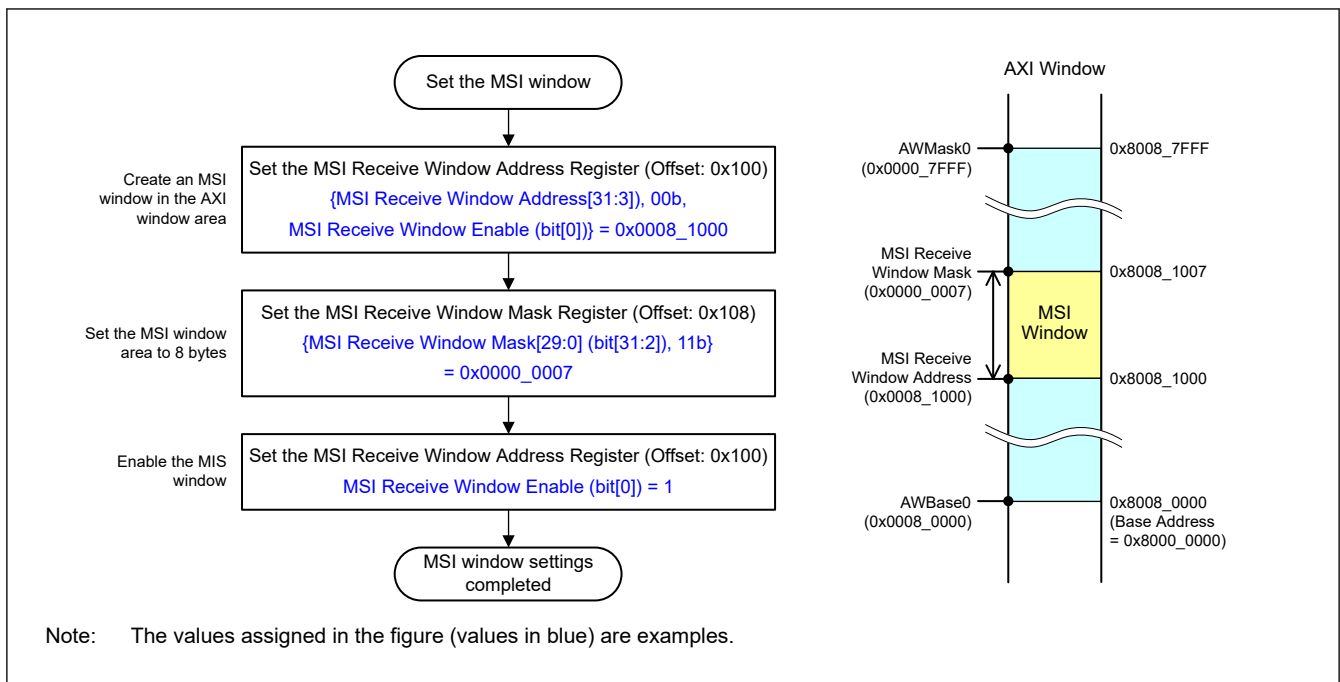 Set the MSI window
Create an MSI
window in the AXI
window area
Set the MSI Receive Window Address Register (Offset: 0x100)
{MSI Receive Window Address[31:3]), 00b,
MSI Receive Window Enable (bit[0])} = 0x0008_1000
Set the MSI window
area to 8 bytes
Set the MSI Receive Window Mask Register (Offset: 0x108)
{MSI Receive Window Mask[29:0] (bit[31:2]), 11b}
= 0x0000_0007
Enable the MIS
window
Set the MSI Receive Window Address Register (Offset: 0x100)
MSI Receive Window Enable (bit[0]) = 1
MSI window settings
completed
AXI Window
AWMask0
(0x0000_7FFF)
0x8008_7FFF
MSI Receive
Window Mask
(0x0000_0007)
0x8008_1007
MSI
Window
MSI Receive
Window Address
(0x0008_1000)
0x8008_1000
AWBase0
(0x0008_0000)
0x8008_0000
(Base Address
= 0x8000_0000)
Note: The values assigned in the figure (values in blue) are examples.